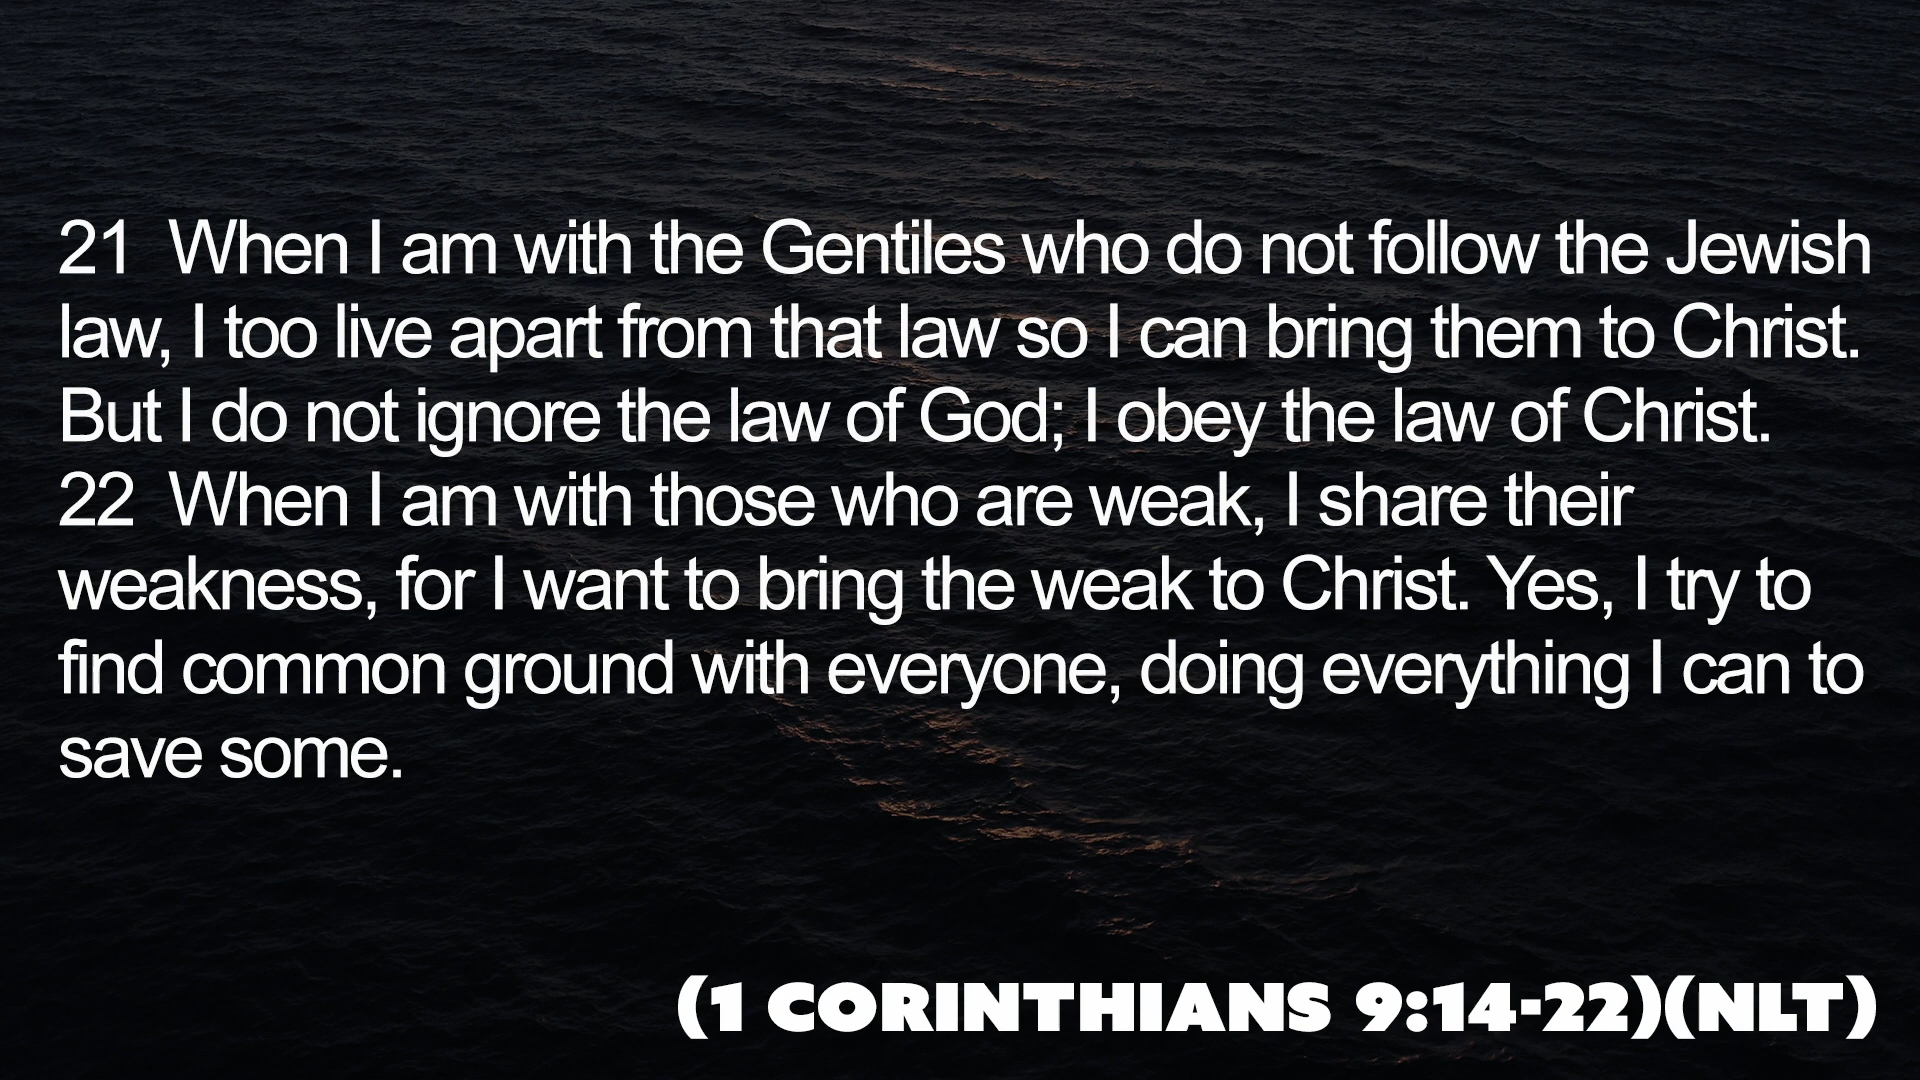 21  When I am with the Gentiles who do not follow the Jewish
law, I too live apart from that law so I can bring them to Christ.
But I do not ignore the law of God; I obey the law of Christ.
22  When I am with those who are weak, I share their
weakness, for I want to bring the weak to Christ. Yes, I try to
find common ground with everyone, doing everything I can to
save some.
(1 CORINTHIANS 9:14-22)(NLT)